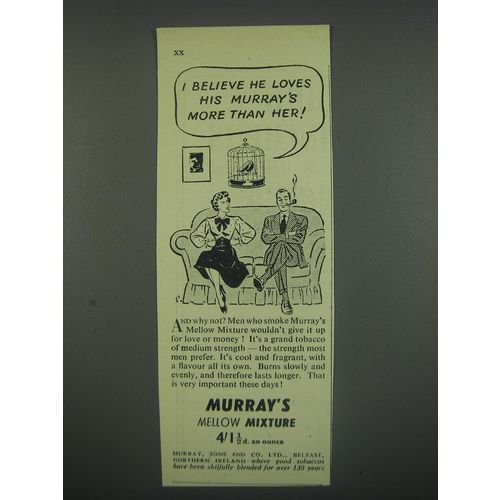 xx
I BELIEVE HE LOVES
HIS MURRAY'S
MORE THAN HER!
AND why not? Men who smoke Murray's
Mellow Mixture wouldn't give it up
for love or money! It's a grand tobacco
of medium strength — the strength most
men prefer. It's cool and fragrant, with
a flavour all its own. Burns slowly and
evenly, and therefore lasts longer. That
is very important these days!
MURRAY'S
MELLOW MIXTURE
4/1½d. an ounce
MURRAY, SONS AND CO. LTD., BELFAST,
NORTHERN IRELAND where good tobaccos
have been skilfully blended for over 130 years